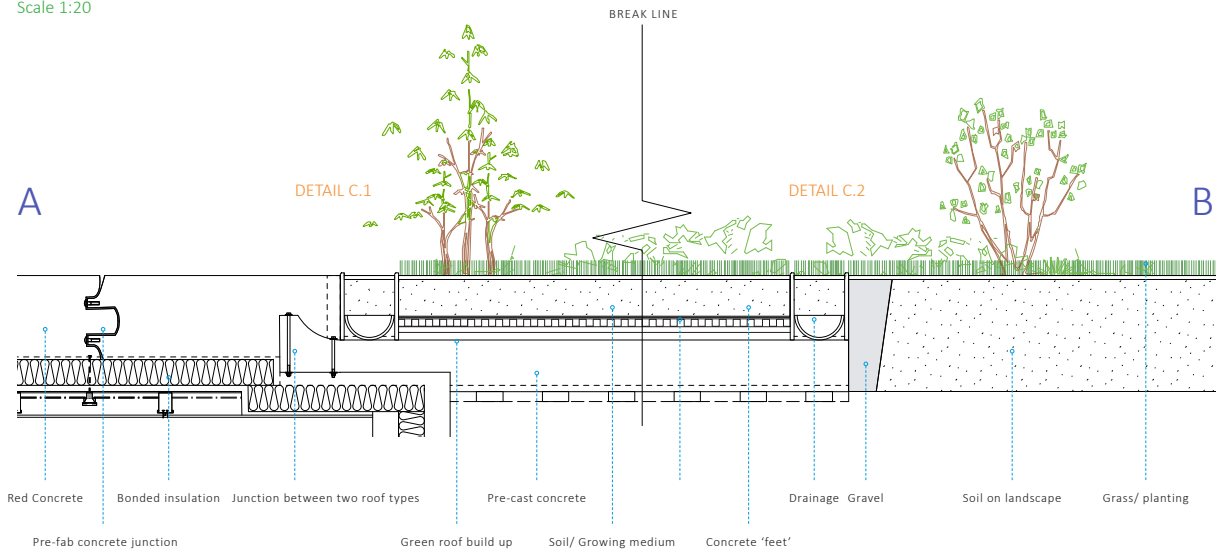 Scale 1:20
BREAK LINE
DETAIL C.1
DETAIL C.2
A
B
Red Concrete
Bonded insulation
Junction between two roof types
Pre-cast concrete
Drainage
Gravel
Soil on landscape
Grass/ planting
Pre-fab concrete junction
Green roof build up
Soil/ Growing medium
Concrete ‘feet’